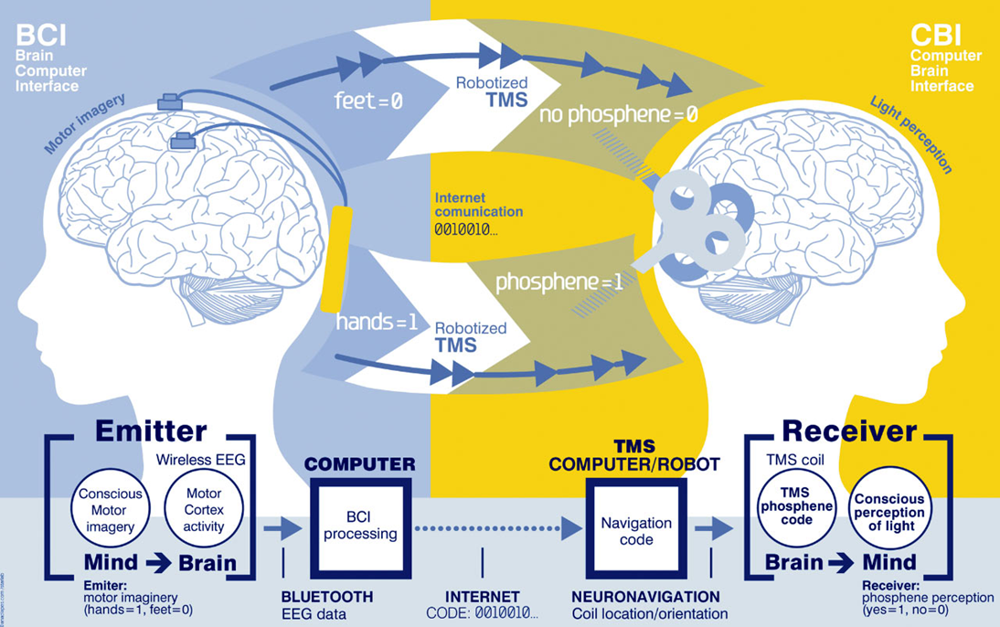 BCI
Brain
Computer
Interface
CBI
Computer
Brain
Interface
Motor imagery
Light perception
feet=0
Robotized
TMS
no phosphene=0
Internet
comunication
0010010...
phosphene=1
hands=1
Robotized
TMS
Emitter
Wireless EEG
Conscious
Motor
imagery
Motor
Cortex
activity
Mind
Brain
Emiter:
motor imaginery
(hands=1, feet=0)
COMPUTER
BCI
processing
BLUETOOTH
EEG data
INTERNET
CODE: 0010010...
TMS
COMPUTER/ROBOT
Navigation
code
NEURONAVIGATION
Coil location/orientation
Receiver
TMS coil
TMS
phosphene
code
Conscious
perception
of light
Brain
Mind
Receiver:
phosphene perception
(yes=1, no=0)